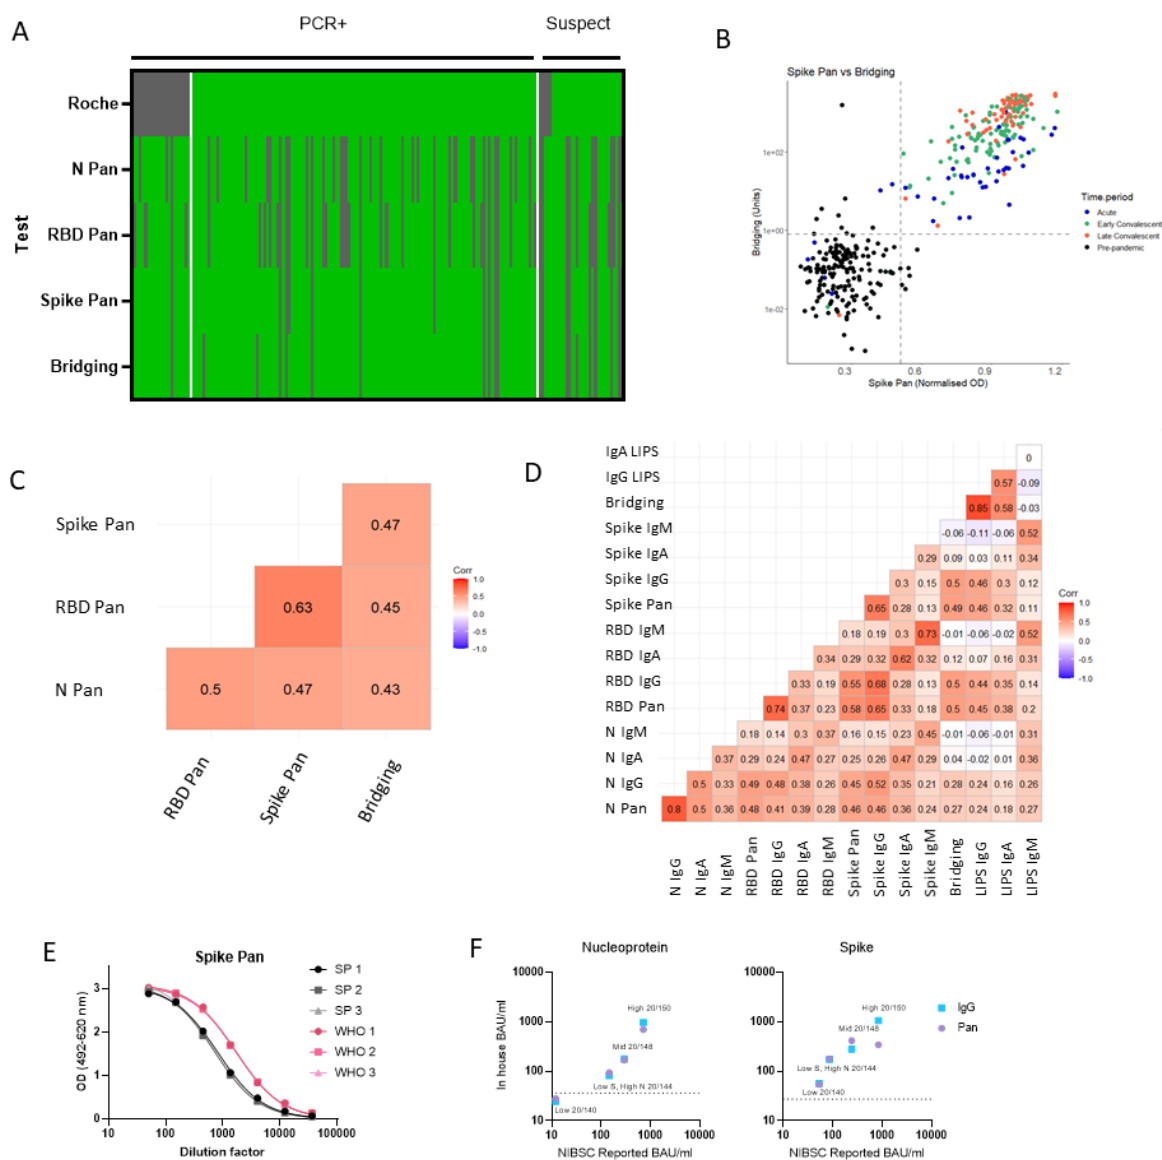 A
PCR+
Suspect
Test
Roche
N Pan
RBD Pan
Spike Pan
Bridging
B
Spike Pan vs Bridging
Bridging (Units)
1e+02
1e+00
5e-02
0.3 0.6 0.9 1.2
Spike Pan (Normalised OD)
Time.period
Acute
Early Convalescent
Late Convalescent
Pre-pandemic
C
Spike Pan 0.47
RBD Pan 0.63 0.45
N Pan 0.5 0.47 0.43
RBD Pan Spike Pan Bridging
Corr
1.0
0.5
0.0
-0.5
-1.0
D
IgA LIPS 0
IgG LIPS 0.57 -0.09
Bridging 0.85 0.58 -0.03
Spike IgM -0.06 -0.11 -0.06 0.52
Spike IgA 0.29 0.09 0.03 0.11 0.34
Spike IgG 0.3 0.15 0.5 0.46 0.3 0.12
Spike Pan 0.65 0.28 0.13 0.49 0.46 0.32 0.11
RBD IgM 0.18 0.19 0.3 0.73 -0.01 -0.06 -0.02 0.52
RBD IgA 0.34 0.29 0.32 0.62 0.32 0.12 0.07 0.16 0.31
RBD IgG 0.33 0.19 0.55 0.68 0.28 0.13 0.5 0.44 0.35 0.14
RBD Pan 0.74 0.37 0.23 0.58 0.65 0.33 0.18 0.5 0.45 0.38 0.2
N IgM 0.18 0.14 0.3 0.37 0.16 0.15 0.23 0.45 -0.01 -0.06 -0.01 0.31
N IgA 0.37 0.29 0.24 0.47 0.27 0.25 0.26 0.47 0.29 0.04 -0.02 0.01 0.36
N IgG 0.5 0.33 0.49 0.48 0.38 0.26 0.45 0.52 0.35 0.21 0.28 0.24 0.16 0.26
N Pan 0.8 0.5 0.36 0.48 0.41 0.39 0.28 0.46 0.46 0.36 0.24 0.27 0.24 0.18 0.27
N IgG N IgA N IgM RBD Pan RBD IgG RBD IgA RBD IgM Spike Pan Spike IgG Spike IgA Spike IgM Bridging LIPS IgG LIPS IgA LIPS IgM
Corr
1.0
0.5
0.0
-0.5
-1.0
E
Spike Pan
OD (492-620 nm)
3
2
1
0
10 100 1000 10000 100000
Dilution factor
SP 1
SP 2
SP 3
WHO 1
WHO 2
WHO 3
F
Nucleoprotein
In house BAU/ml
10000
1000
100
10
High 20/150
Mid 20/148
Low S, High N 20/144
Low 20/140
10 100 1000 10000
NIBSC Reported BAU/ml
Spike
10000
1000
100
10
High 20/150
Mid 20/148
Low S, High N 20/144
Low 20/140
10 100 1000 10000
NIBSC Reported BAU/ml
IgG
Pan